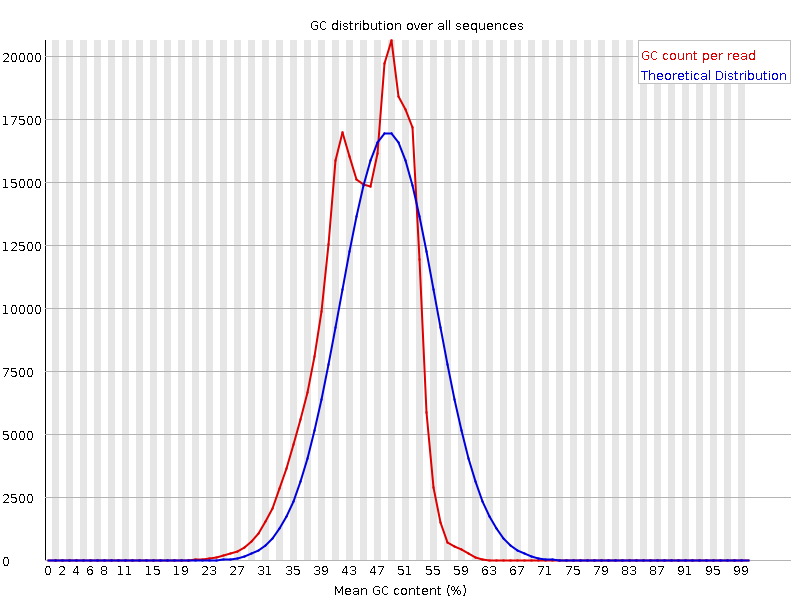 GC distribution over all sequences
GC count per read
Theoretical Distribution
20000
17500
15000
12500
10000
7500
5000
2500
0
0 2 4 6 8 11 15 19 23 27 31 35 39 43 47 51 55 59 63 67 71 75 79 83 87 91 95 99
Mean GC content (%)